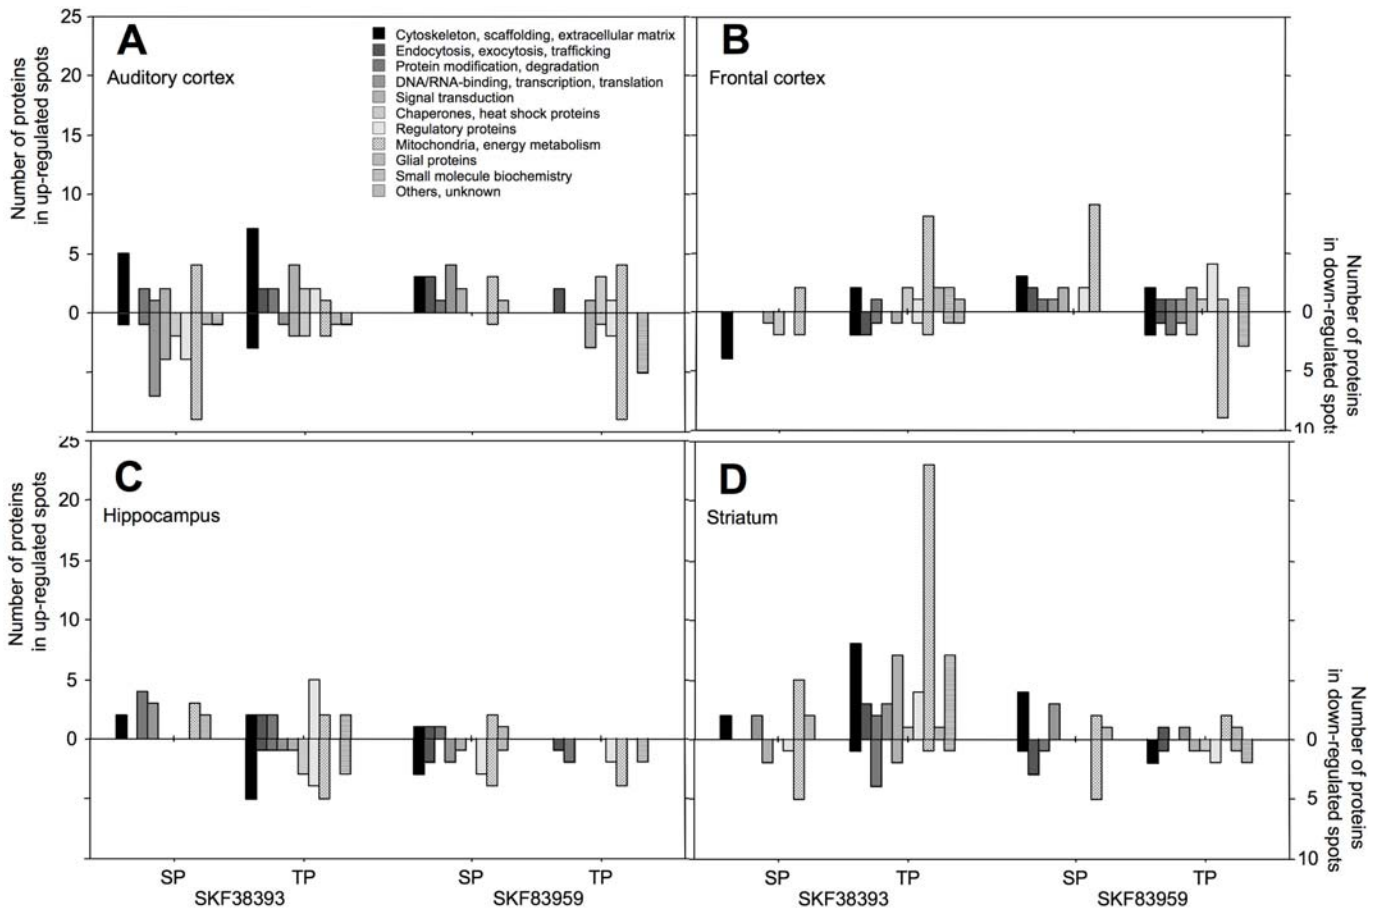 25
20
15
10
5
0
Number of proteins
in up-regulated spots
A
Auditory cortex
Cytoskeleton, scaffolding, extracellular matrix
Endocytosis, exocytosis, trafficking
Protein modification, degradation
DNA/RNA-binding, transcription, translation
Signal transduction
Chaperones, heat shock proteins
Regulatory proteins
Mitochondria, energy metabolism
Glial proteins
Small molecule biochemistry
Others, unknown
B
Frontal cortex
0
5
10
Number of proteins
in down-regulated spots
25
20
15
10
5
0
Number of proteins
in up-regulated spots
C
Hippocampus
D
Striatum
0
5
10
Number of proteins
in down-regulated spots
SP TP SP TP
SKF38393 SKF83959
SP TP SP TP
SKF38393 SKF83959